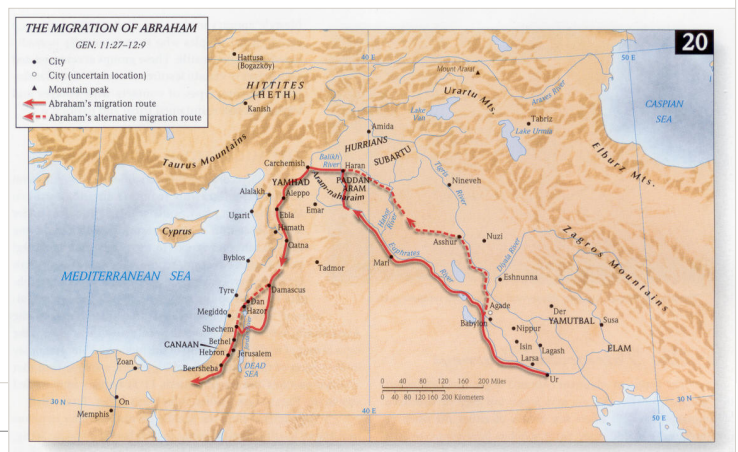 THE MIGRATION OF ABRAHAM
GEN. 11:27–12:9
City
City (uncertain location)
Mountain peak
Abraham's migration route
Abraham's alternative migration route
20
40 E
50 E
Hattusa
(Bogazköy)
HITTITES
(HETH)
Kanish
Mount Ararat
Urartu Mts.
Araxes River
CASPIAN
SEA
Lake
Van
Tabriz
Lake Urmia
Amida
HURRIANS
SUBARTU
Elburz Mts.
Taurus Mountains
Carchemish
Balikh
River
Haran
PADDAN
ARAM
Aram-naharaim
Tigris
River
Nineveh
YAMHAD
Alalakh
Aleppo
Ebla
Emar
Ugarit
Cyprus
Hamath
Qatna
Habur
River
Asshur
Nuzi
Zagros Mountains
Byblos
Tadmor
Mari
Euphrates
River
Diyala River
Eshnunna
MEDITERRANEAN SEA
Tyre
Damascus
Dan
Hazor
Megiddo
Shechem
Bethel
CANAAN
Hebron
Jerusalem
Beersheba
DEAD
SEA
Agade
Babylon
Der
YAMUTBAL
Susa
Nippur
Isin
Lagash
ELAM
Larsa
Ur
Zoan
On
Memphis
0 40 80 120 160 200 Miles
0 40 80 120 160 200 Kilometers
30 N
30 N
40 E
50 E